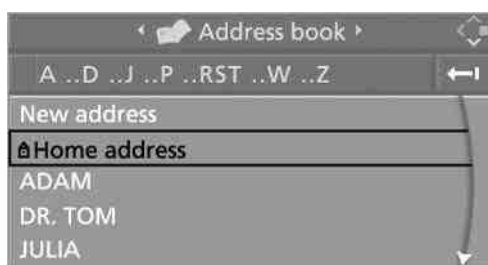 Address book
A ..D ..J ..P ..RST ..W ..Z
New address
Home address
ADAM
DR. TOM
JULIA